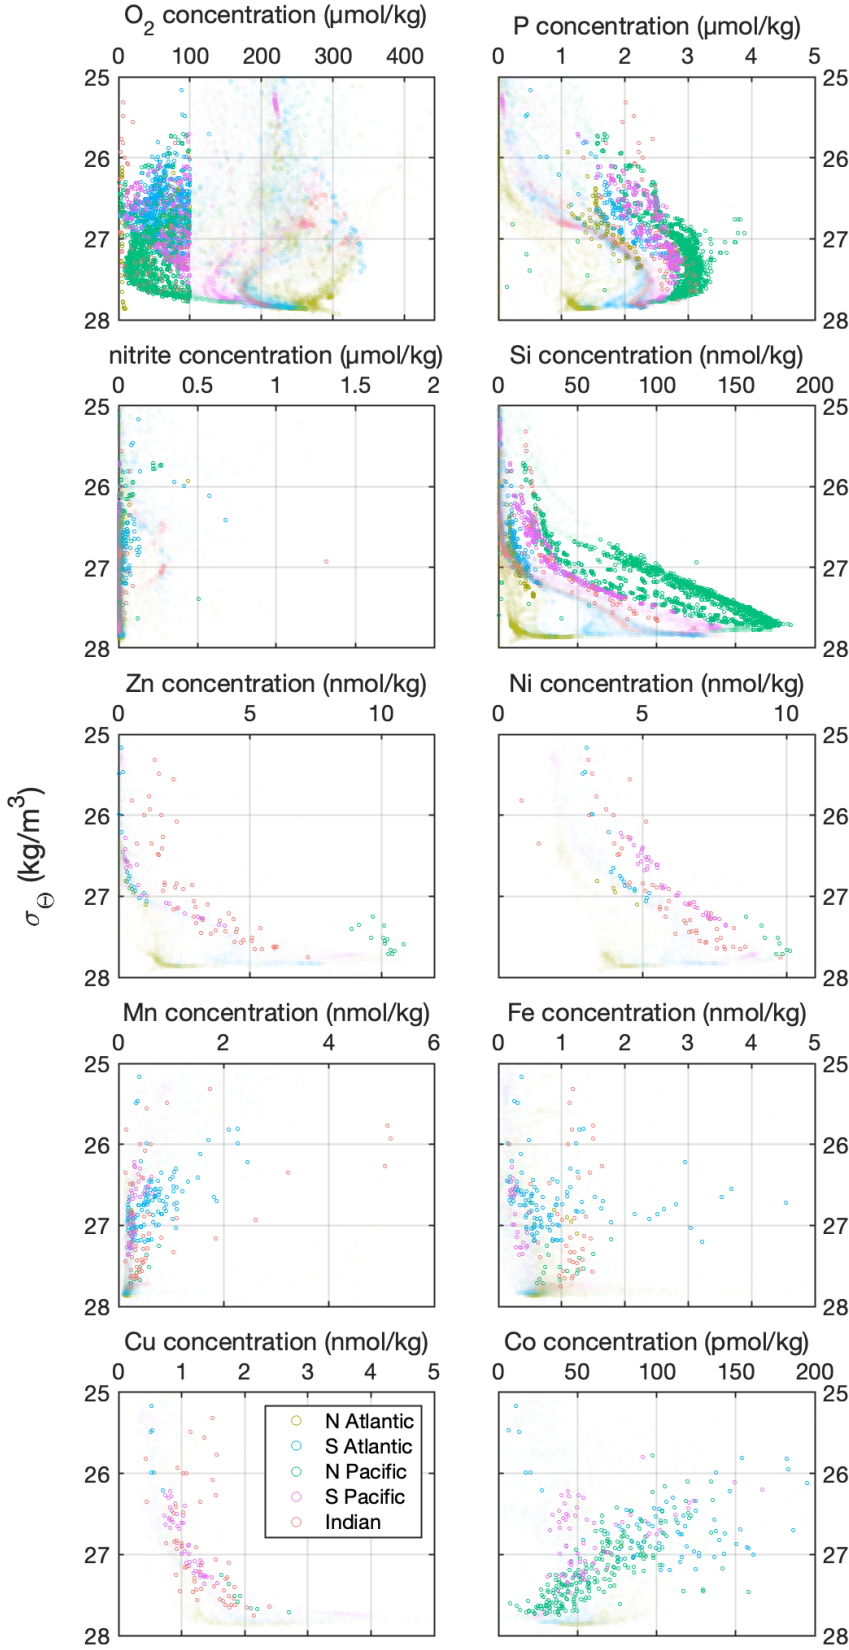 O2 concentration (μmol/kg)
P concentration (μmol/kg)
0 100 200 300 400
0 1 2 3 4 5
25 25
26 26
27 27
28 28
nitrite concentration (μmol/kg)
Si concentration (nmol/kg)
0 0.5 1 1.5 2
0 50 100 150 200
25 25
26 26
27 27
28 28
Zn concentration (nmol/kg)
Ni concentration (nmol/kg)
0 5 10
0 5 10
25 25
26 26
27 27
28 28
σΘ (kg/m3)
Mn concentration (nmol/kg)
Fe concentration (nmol/kg)
0 2 4 6
0 1 2 3 4 5
25 25
26 26
27 27
28 28
Cu concentration (nmol/kg)
Co concentration (pmol/kg)
0 1 2 3 4 5
0 50 100 150 200
25 25
26 26
27 27
28 28
N Atlantic
S Atlantic
N Pacific
S Pacific
Indian